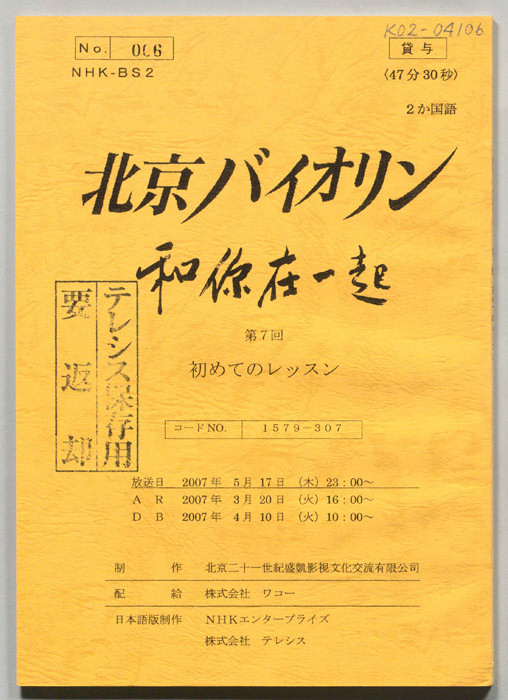 K02-04106
No. 006
貸与
NHK-BS2
〈47分30秒〉
2か国語
北京バイオリン
和你在一起
テレシス保存用
要返却
第7回
初めてのレッスン
コードNO. 1579-307
放送日 2007年 5月17日 (木) 23:00~
AR 2007年 3月20日 (火) 16:00~
DB 2007年 4月10日 (火) 10:00~
制作 北京二十一世紀盛凱影視文化交流有限公司
配給 株式会社 ワコー
日本語版制作 NHKエンタープライズ
株式会社 テレシス